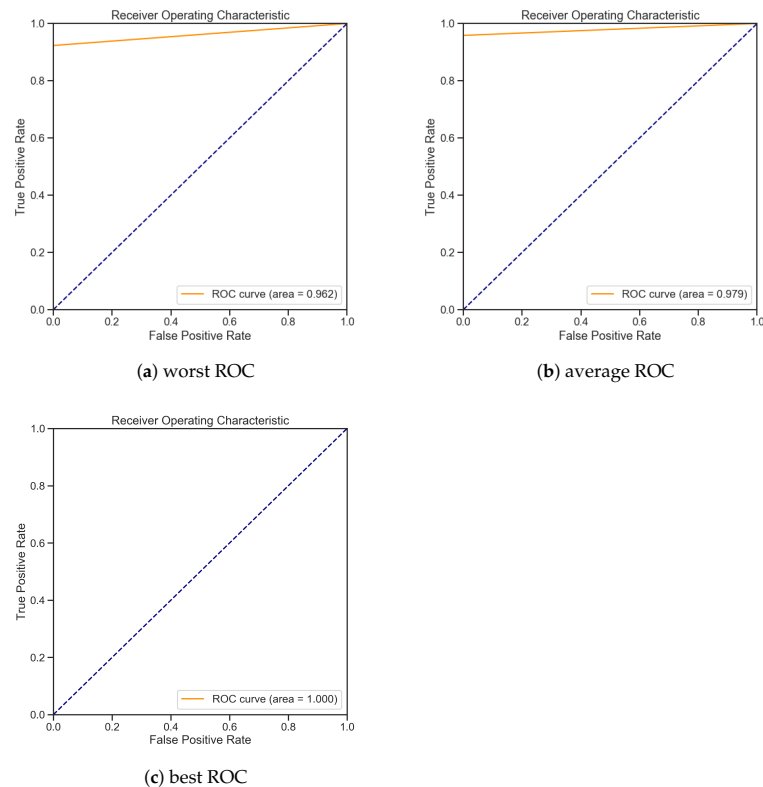 Receiver Operating Characteristic
1.0
0.8
0.6
0.4
0.2
0.0
True Positive Rate
ROC curve (area = 0.962)
0.0 0.2 0.4 0.6 0.8 1.0
False Positive Rate
(a) worst ROC
Receiver Operating Characteristic
1.0
0.8
0.6
0.4
0.2
0.0
True Positive Rate
ROC curve (area = 0.979)
0.0 0.2 0.4 0.6 0.8 1.0
False Positive Rate
(b) average ROC
Receiver Operating Characteristic
1.0
0.8
0.6
0.4
0.2
0.0
True Positive Rate
ROC curve (area = 1.000)
0.0 0.2 0.4 0.6 0.8 1.0
False Positive Rate
(c) best ROC